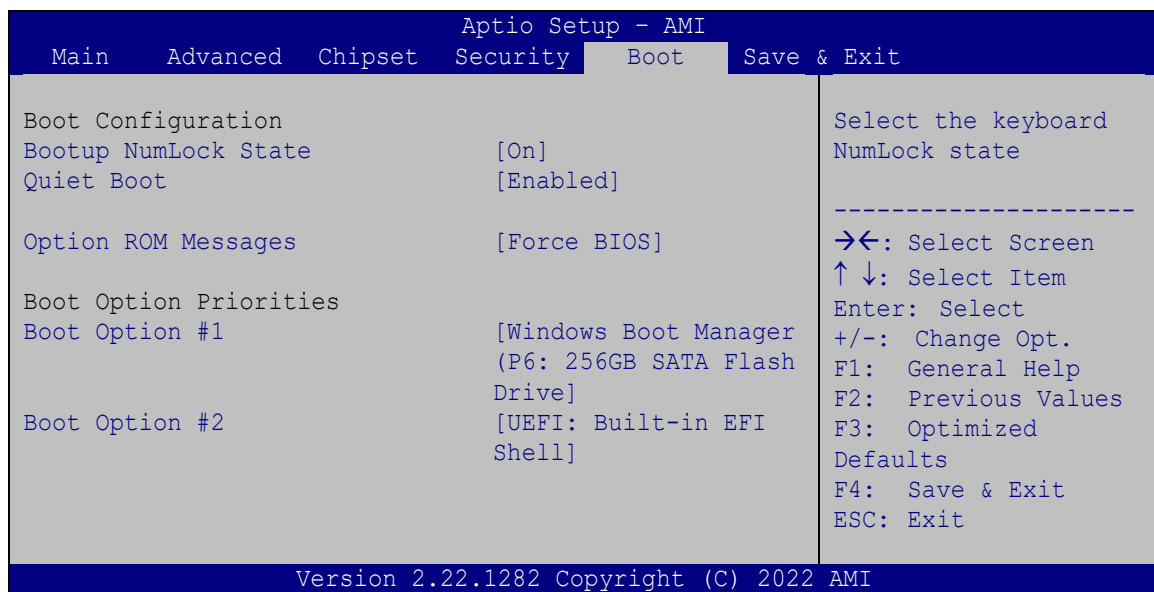 Aptio Setup – AMI
Main Advanced Chipset Security Boot Save & Exit
Boot Configuration
Bootup NumLock State [On]
Quiet Boot [Enabled]
Option ROM Messages [Force BIOS]
Boot Option Priorities
Boot Option #1 [Windows Boot Manager
(P6: 256GB SATA Flash
Drive]
Boot Option #2 [UEFI: Built-in EFI
Shell]
Select the keyboard
NumLock state
---------------------
→←: Select Screen
↑ ↓: Select Item
Enter: Select
+/-: Change Opt.
F1: General Help
F2: Previous Values
F3: Optimized
Defaults
F4: Save & Exit
ESC: Exit
Version 2.22.1282 Copyright (C) 2022 AMI